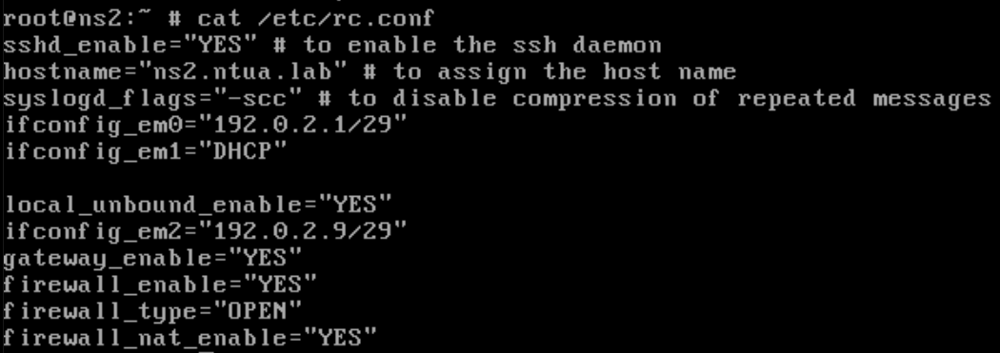 root@ns2:~ # cat /etc/rc.conf
sshd_enable="YES" # to enable the ssh daemon
hostname="ns2.ntua.lab" # to assign the host name
syslogd_flags="-scc" # to disable compression of repeated messages
ifconfig_em0="192.0.2.1/29"
ifconfig_em1="DHCP"
local_unbound_enable="YES"
ifconfig_em2="192.0.2.9/29"
gateway_enable="YES"
firewall_enable="YES"
firewall_type="OPEN"
firewall_nat_enable="YES"